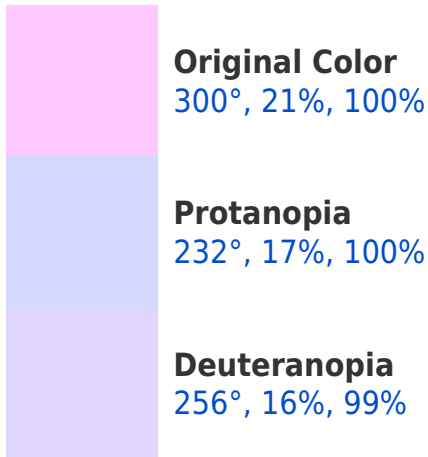 Original Color
300°, 21%, 100%
Protanopia
232°, 17%, 100%
Deuteranopia
256°, 16%, 99%